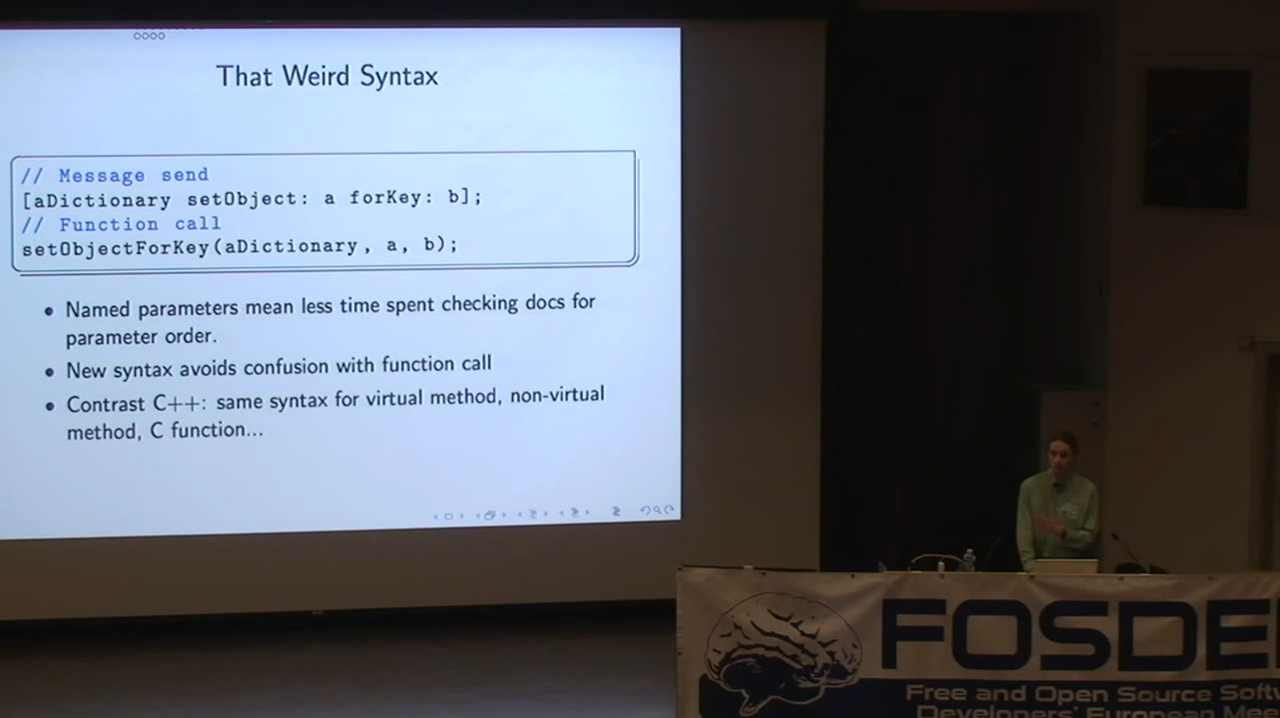 That Weird Syntax
// Message send
[aDictionary setObject: a forKey: b];
// Function call
setObjectForKey(aDictionary, a, b);
• Named parameters mean less time spent checking docs for
parameter order.
• New syntax avoids confusion with function call
• Contrast C++: same syntax for virtual method, non-virtual
method, C function...
FOSDE
Free and Open Source Soft
Developers' European Mee